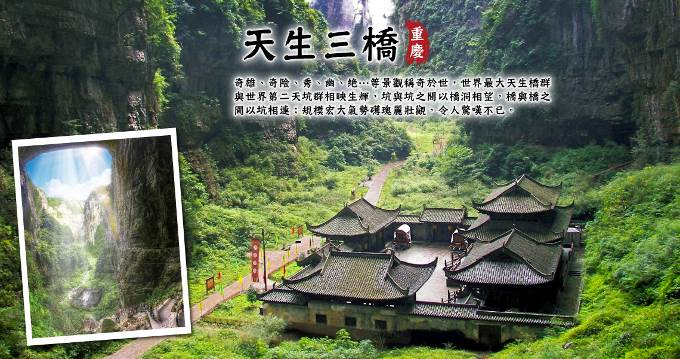 天生三橋
重慶
奇雄、奇險、秀、幽、绝…等景觀稱奇於世，世界最大天生橋群
與世界第二天坑群相映生輝，坑與坑之間以橋洞相望，橋與橋之
間以坑相連；規模宏大氣勢磅礡瑰麗壯觀，令人驚嘆不已。